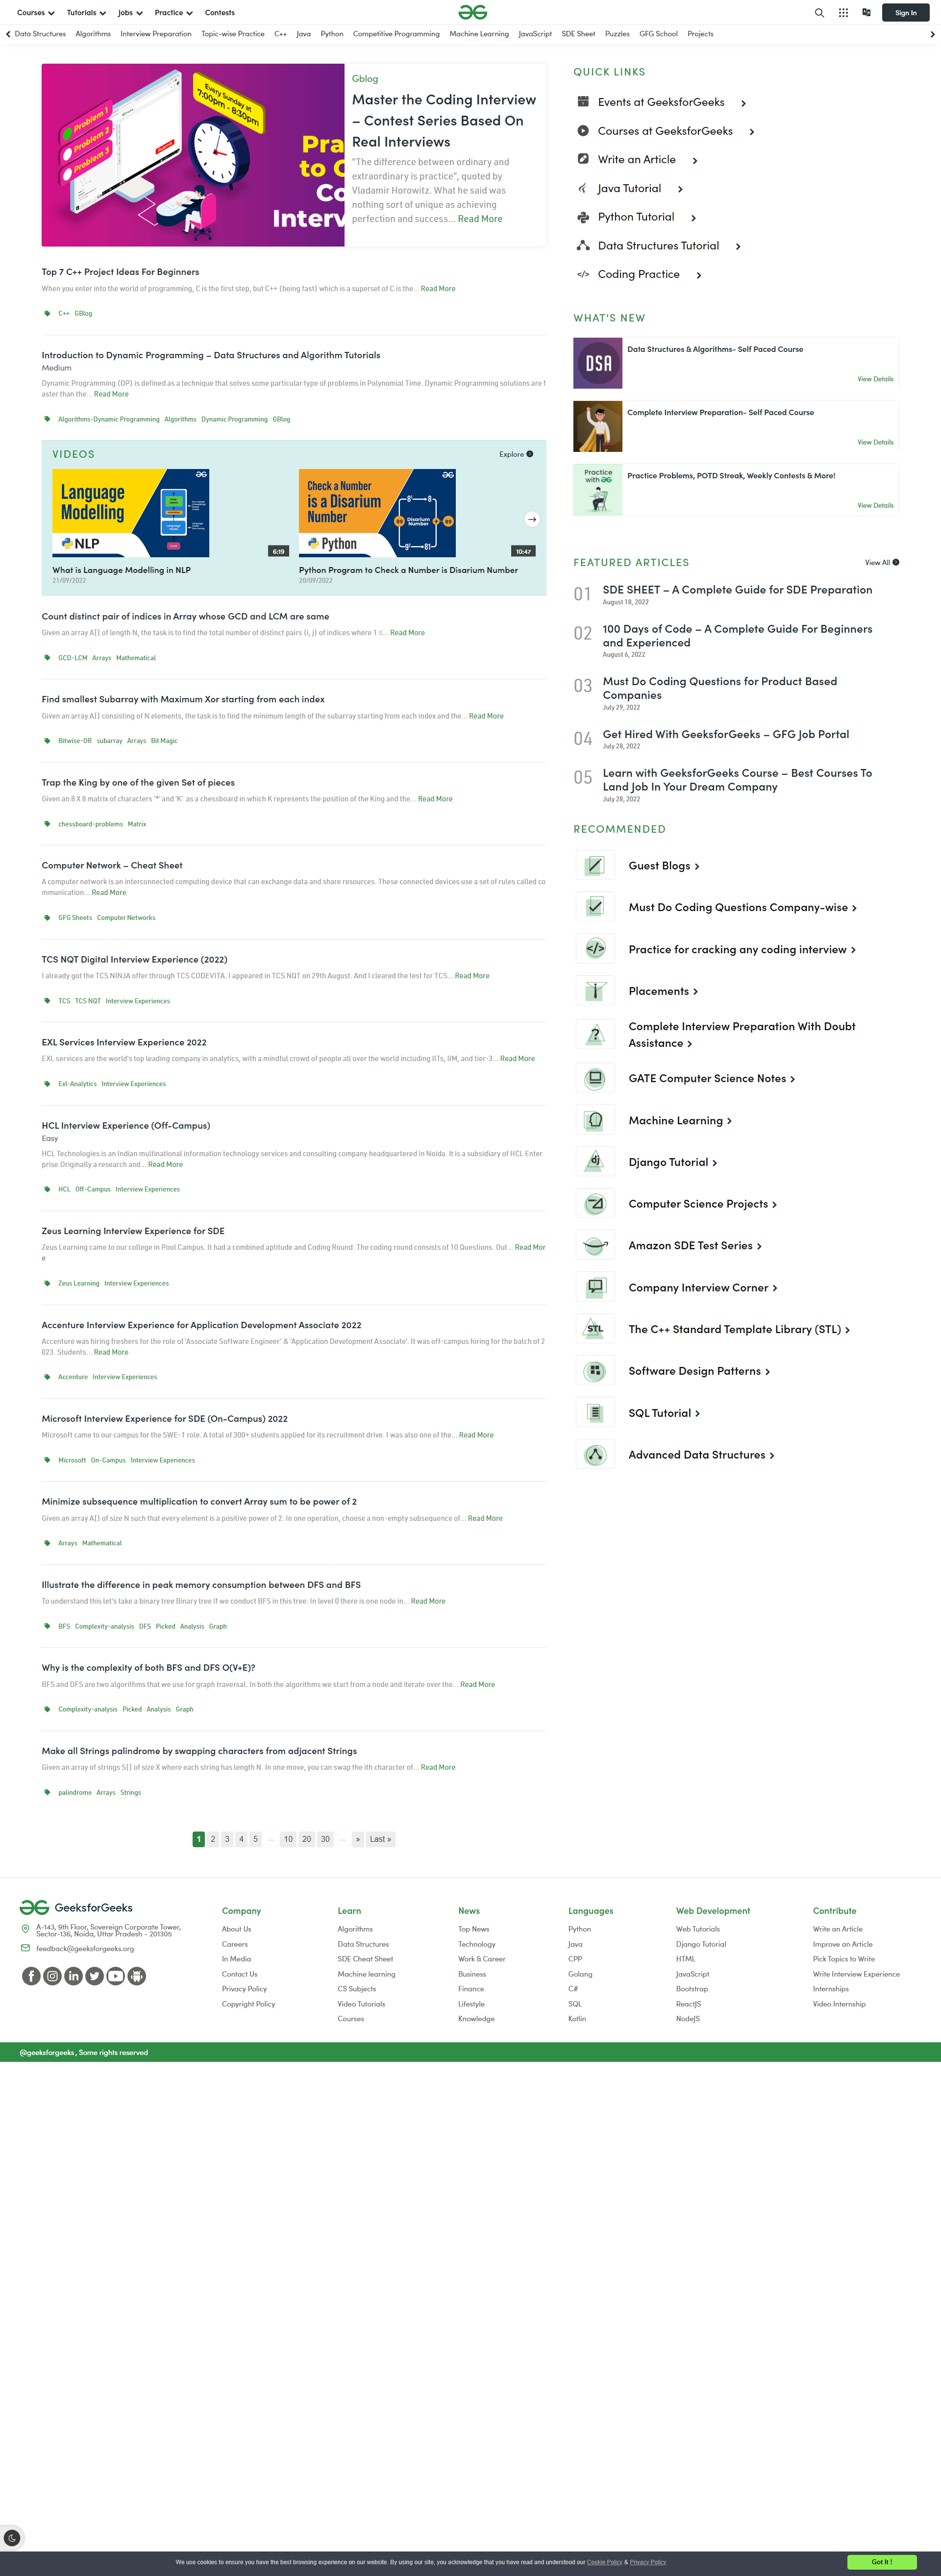 Courses Tutorials Jobs Practice Contests
Sign In
Data Structures Algorithms Interview Preparation Topic-wise Practice C++ Java Python Competitive Programming Machine Learning JavaScript SDE Sheet Puzzles GFG School Projects
Problem 1
Problem 2
Problem 3
Every Sunday at
7:00pm - 8:30pm
Pra
to C
Co
Interv
Gblog
Master the Coding Interview
– Contest Series Based On
Real Interviews
"The difference between ordinary and
extraordinary is practice", quoted by
Vladamir Horowitz. What he said was
nothing sort of unique as achieving
perfection and success... Read More
Top 7 C++ Project Ideas For Beginners
When you enter into the world of programming, C is the first step, but C++ (being fast) which is a superset of C is the... Read More
C++ GBlog
Introduction to Dynamic Programming – Data Structures and Algorithm Tutorials
Medium
Dynamic Programming (DP) is defined as a technique that solves some particular type of problems in Polynomial Time. Dynamic Programming solutions are f
aster than the... Read More
Algorithms-Dynamic Programming Algorithms Dynamic Programming GBlog
VIDEOS
Explore
Language
Modelling
NLP
6:19
What is Language Modelling in NLP
21/09/2022
Check a Number
is a Disarium
Number
Python
Disarium
Number
10:47
Python Program to Check a Number is Disarium Number
20/09/2022
Count distinct pair of indices in Array whose GCD and LCM are same
Given an array A[] of length N, the task is to find the total number of distinct pairs (i, j) of indices where 1 ≤... Read More
GCD-LCM Arrays Mathematical
Find smallest Subarray with Maximum Xor starting from each index
Given an array A[] consisting of N elements, the task is to find the minimum length of the subarray starting from each index and the... Read More
Bitwise-OR subarray Arrays Bit Magic
Trap the King by one of the given Set of pieces
Given an 8 X 8 matrix of characters '*' and 'K' as a chessboard in which K represents the position of the King and the... Read More
chessboard-problems Matrix
Computer Network – Cheat Sheet
A computer network is an interconnected computing device that can exchange data and share resources. These connected devices use a set of rules called co
mmunication... Read More
GFG Sheets Computer Networks
TCS NQT Digital Interview Experience (2022)
I already got the TCS NINJA offer through TCS CODEVITA. I appeared in TCS NQT on 29th August. And I cleared the test for TCS... Read More
TCS TCS NQT Interview Experiences
EXL Services Interview Experience 2022
EXL services are the world's top leading company in analytics, with a mindful crowd of people all over the world including IITs, IIM, and tier-3... Read More
Exl-Analytics Interview Experiences
HCL Interview Experience (Off-Campus)
Easy
HCL Technologies is an Indian multinational information technology services and consulting company headquartered in Noida. It is a subsidiary of HCL Enter
prise.Originally a research and... Read More
HCL Off-Campus Interview Experiences
Zeus Learning Interview Experience for SDE
Zeus Learning came to our college in Pool Campus. It had a combined aptitude and Coding Round. The coding round consists of 10 Questions. Out... Read Mor
e
Zeus Learning Interview Experiences
Accenture Interview Experience for Application Development Associate 2022
Accenture was hiring freshers for the role of 'Associate Software Engineer' & 'Application Development Associate'. It was off-campus hiring for the batch of 2
023. Students... Read More
Accenture Interview Experiences
Microsoft Interview Experience for SDE (On-Campus) 2022
Microsoft came to our campus for the SWE-1 role. A total of 300+ students applied for its recruitment drive. I was also one of the... Read More
Microsoft On-Campus Interview Experiences
Minimize subsequence multiplication to convert Array sum to be power of 2
Given an array A[] of size N such that every element is a positive power of 2. In one operation, choose a non-empty subsequence of... Read More
Arrays Mathematical
Illustrate the difference in peak memory consumption between DFS and BFS
To understand this let's take a binary tree Binary tree If we conduct BFS in this tree: In level 0 there is one node in... Read More
BFS Complexity-analysis DFS Picked Analysis Graph
Why is the complexity of both BFS and DFS O(V+E)?
BFS and DFS are two algorithms that we use for graph traversal. In both the algorithms we start from a node and iterate over the... Read More
Complexity-analysis Picked Analysis Graph
Make all Strings palindrome by swapping characters from adjacent Strings
Given an array of strings S[] of size X where each string has length N. In one move, you can swap the ith character of... Read More
palindrome Arrays Strings
1 2 3 4 5 ... 10 20 30 ... » Last »
QUICK LINKS
Events at GeeksforGeeks
Courses at GeeksforGeeks
Write an Article
Java Tutorial
Python Tutorial
Data Structures Tutorial
Coding Practice
WHAT'S NEW
DSA
Data Structures & Algorithms- Self Paced Course
View Details
Complete Interview Preparation- Self Paced Course
View Details
Practice
with
Practice Problems, POTD Streak, Weekly Contests & More!
View Details
FEATURED ARTICLES
View All
01 SDE SHEET – A Complete Guide for SDE Preparation
August 18, 2022
02 100 Days of Code – A Complete Guide For Beginners
and Experienced
August 6, 2022
03 Must Do Coding Questions for Product Based
Companies
July 29, 2022
04 Get Hired With GeeksforGeeks – GFG Job Portal
July 28, 2022
05 Learn with GeeksforGeeks Course – Best Courses To
Land Job In Your Dream Company
July 28, 2022
RECOMMENDED
Guest Blogs
Must Do Coding Questions Company-wise
</> Practice for cracking any coding interview
Placements
? Complete Interview Preparation With Doubt
Assistance
GATE Computer Science Notes
Machine Learning
dj Django Tutorial
Computer Science Projects
Amazon SDE Test Series
Company Interview Corner
STL The C++ Standard Template Library (STL)
Software Design Patterns
SQL Tutorial
Advanced Data Structures
GeeksforGeeks
A-143, 9th Floor, Sovereign Corporate Tower,
Sector-136, Noida, Uttar Pradesh - 201305
feedback@geeksforgeeks.org
Company
About Us
Careers
In Media
Contact Us
Privacy Policy
Copyright Policy
Learn
Algorithms
Data Structures
SDE Cheat Sheet
Machine learning
CS Subjects
Video Tutorials
Courses
News
Top News
Technology
Work & Career
Business
Finance
Lifestyle
Knowledge
Languages
Python
Java
CPP
Golang
C#
SQL
Kotlin
Web Development
Web Tutorials
Django Tutorial
HTML
JavaScript
Bootstrap
ReactJS
NodeJS
Contribute
Write an Article
Improve an Article
Pick Topics to Write
Write Interview Experience
Internships
Video Internship
@geeksforgeeks , Some rights reserved
We use cookies to ensure you have the best browsing experience on our website. By using our site, you acknowledge that you have read and understood our Cookie Policy & Privacy Policy
Got It !